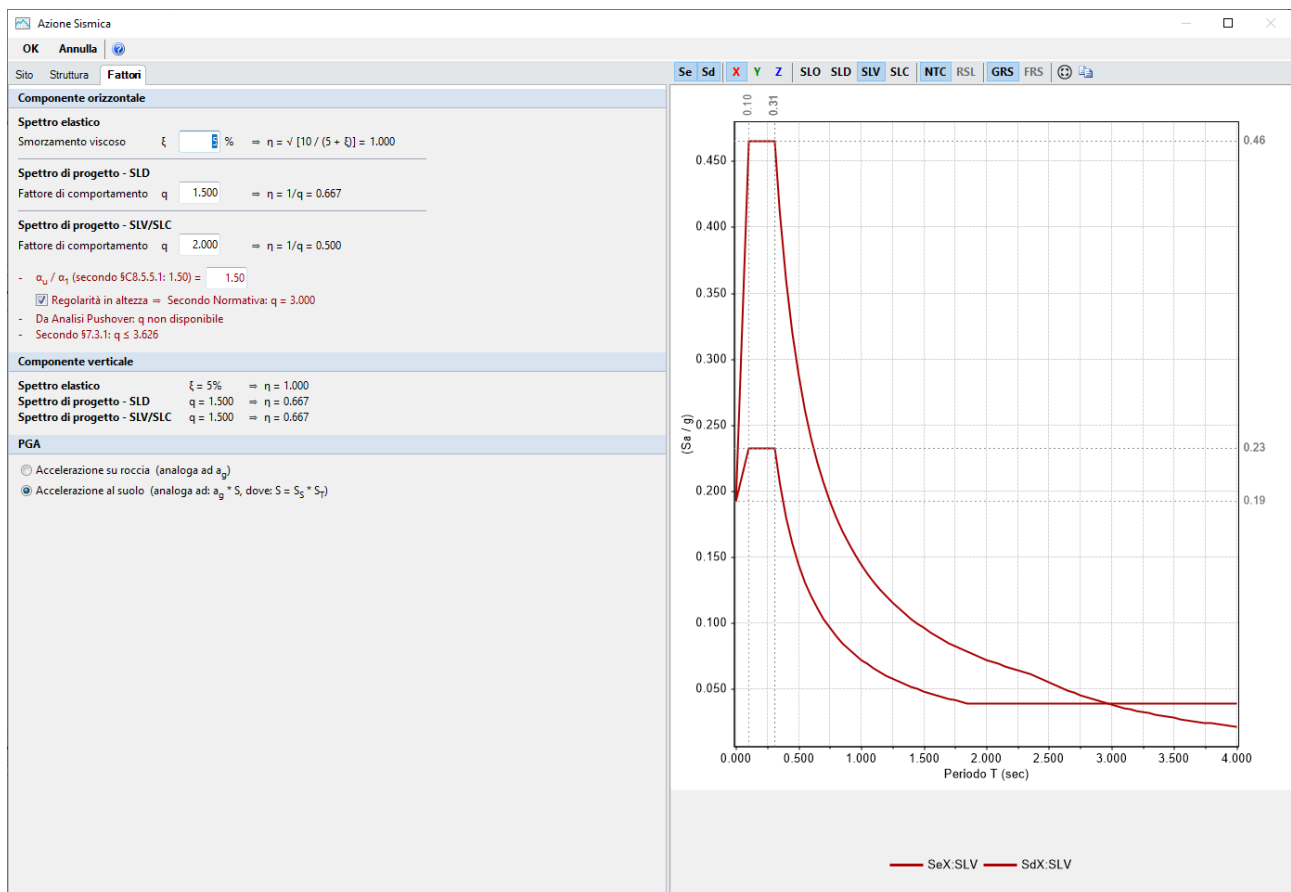 Azione Sismica
OK Annulla
Sito Struttura Fattori
Componente orizzontale
Spettro elastico
Smorzamento viscoso ξ 5 % ⇒ η = √ [10 / (5 + ξ)] = 1.000
Spettro di progetto - SLD
Fattore di comportamento q 1.500 ⇒ η = 1/q = 0.667
Spettro di progetto - SLV/SLC
Fattore di comportamento q 2.000 ⇒ η = 1/q = 0.500
- αu / α1 (secondo §C8.5.5.1: 1.50) = 1.50
Regolarità in altezza ⇒ Secondo Normativa: q = 3.000
- Da Analisi Pushover: q non disponibile
- Secondo §7.3.1: q ≤ 3.626
Componente verticale
Spettro elastico ξ = 5% ⇒ η = 1.000
Spettro di progetto - SLD q = 1.500 ⇒ η = 0.667
Spettro di progetto - SLV/SLC q = 1.500 ⇒ η = 0.667
PGA
Accelerazione su roccia (analoga ad ag)
Accelerazione al suolo (analoga ad: ag * S, dove: S = SS * ST)
Se Sd X Y Z SLO SLD SLV SLC NTC RSL GRS FRS
0.10 0.31
0.46
0.450
0.400
0.350
0.300
0.250
0.23
0.200
0.19
0.150
0.100
0.050
(Sa / g)
0.000 0.500 1.000 1.500 2.000 2.500 3.000 3.500 4.000
Periodo T (sec)
SeX:SLV SdX:SLV